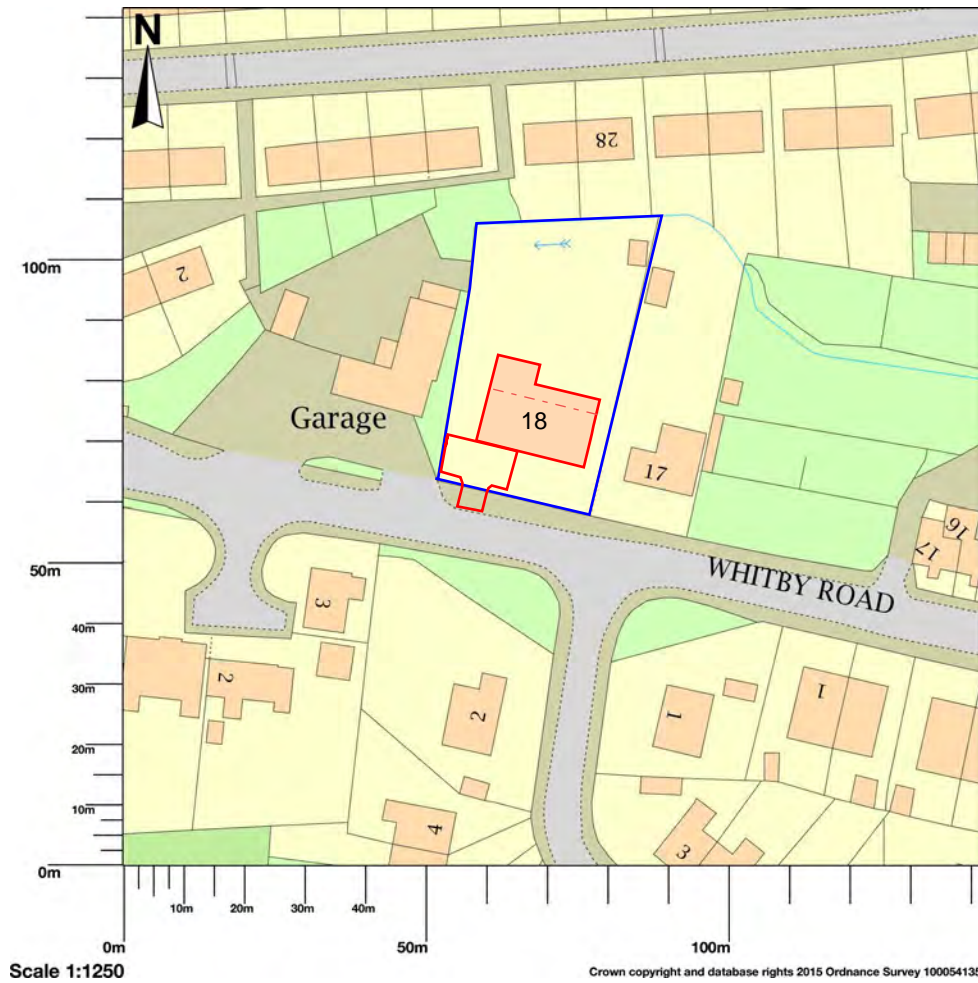 N
28
2
100m
18
Garage
17
16
17
WHITBY ROAD
50m
3
40m
2
30m
1
1
2
20m
10m
4
3
0m
10m
20m
30m
40m
0m
50m
100m
Scale 1:1250
Crown copyright and database rights 2015 Ordnance Survey 100054135